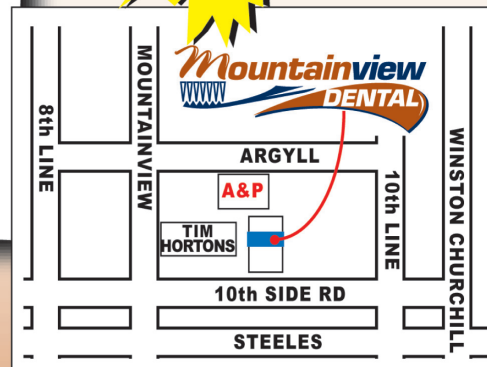 Mountainview
DENTAL
8th LINE
MOUNTAINVIEW
ARGYLL
A&P
TIM
HORTONS
10th LINE
WINSTON CHURCHILL
10th SIDE RD
STEELES